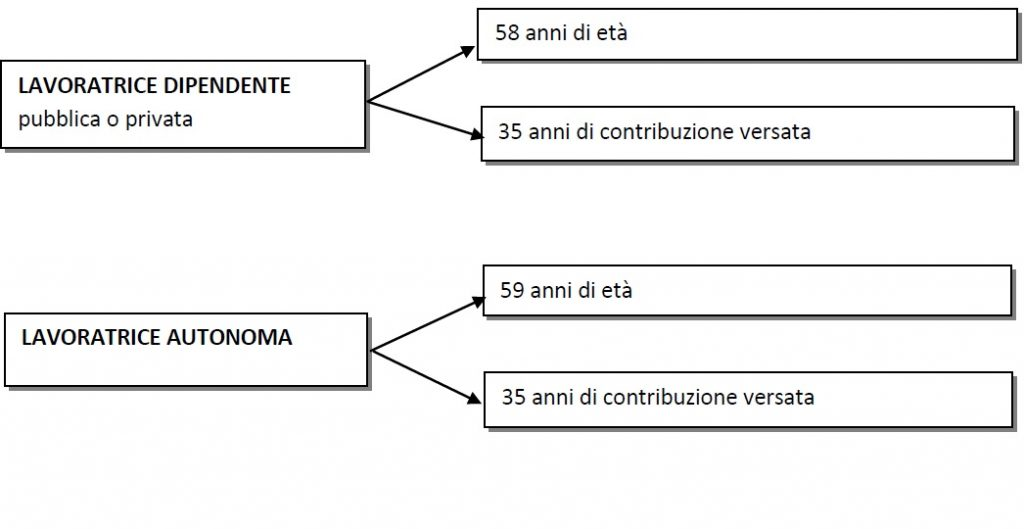 58 anni di età
LAVORATRICE DIPENDENTE
pubblica o privata
35 anni di contribuzione versata
59 anni di età
LAVORATRICE AUTONOMA
35 anni di contribuzione versata